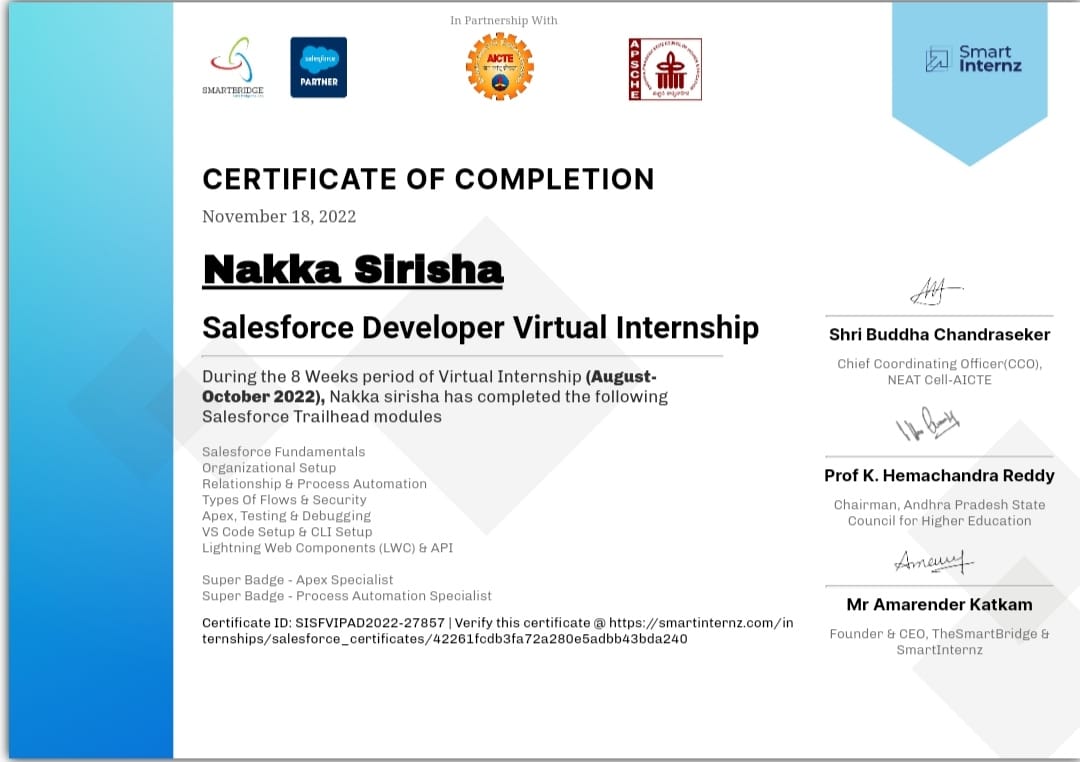 In Partnership With
SMARTBRIDGE
salesforce
PARTNER
AICTE
APSCHE
Smart
Internz
CERTIFICATE OF COMPLETION
November 18, 2022
Nakka Sirisha
Salesforce Developer Virtual Internship
During the 8 Weeks period of Virtual Internship (August-
October 2022), Nakka sirisha has completed the following
Salesforce Trailhead modules
Salesforce Fundamentals
Organizational Setup
Relationship & Process Automation
Types Of Flows & Security
Apex, Testing & Debugging
VS Code Setup & CLI Setup
Lightning Web Components (LWC) & API
Super Badge - Apex Specialist
Super Badge - Process Automation Specialist
Certificate ID: SISFVIPAD2022-27857 | Verify this certificate @ https://smartinternz.com/in
ternships/salesforce_certificates/42261fcdb3fa72a280e5adbb43bda240
Shri Buddha Chandraseker
Chief Coordinating Officer(CCO),
NEAT Cell-AICTE
Prof K. Hemachandra Reddy
Chairman, Andhra Pradesh State
Council for Higher Education
Mr Amarender Katkam
Founder & CEO, TheSmartBridge &
SmartInternz